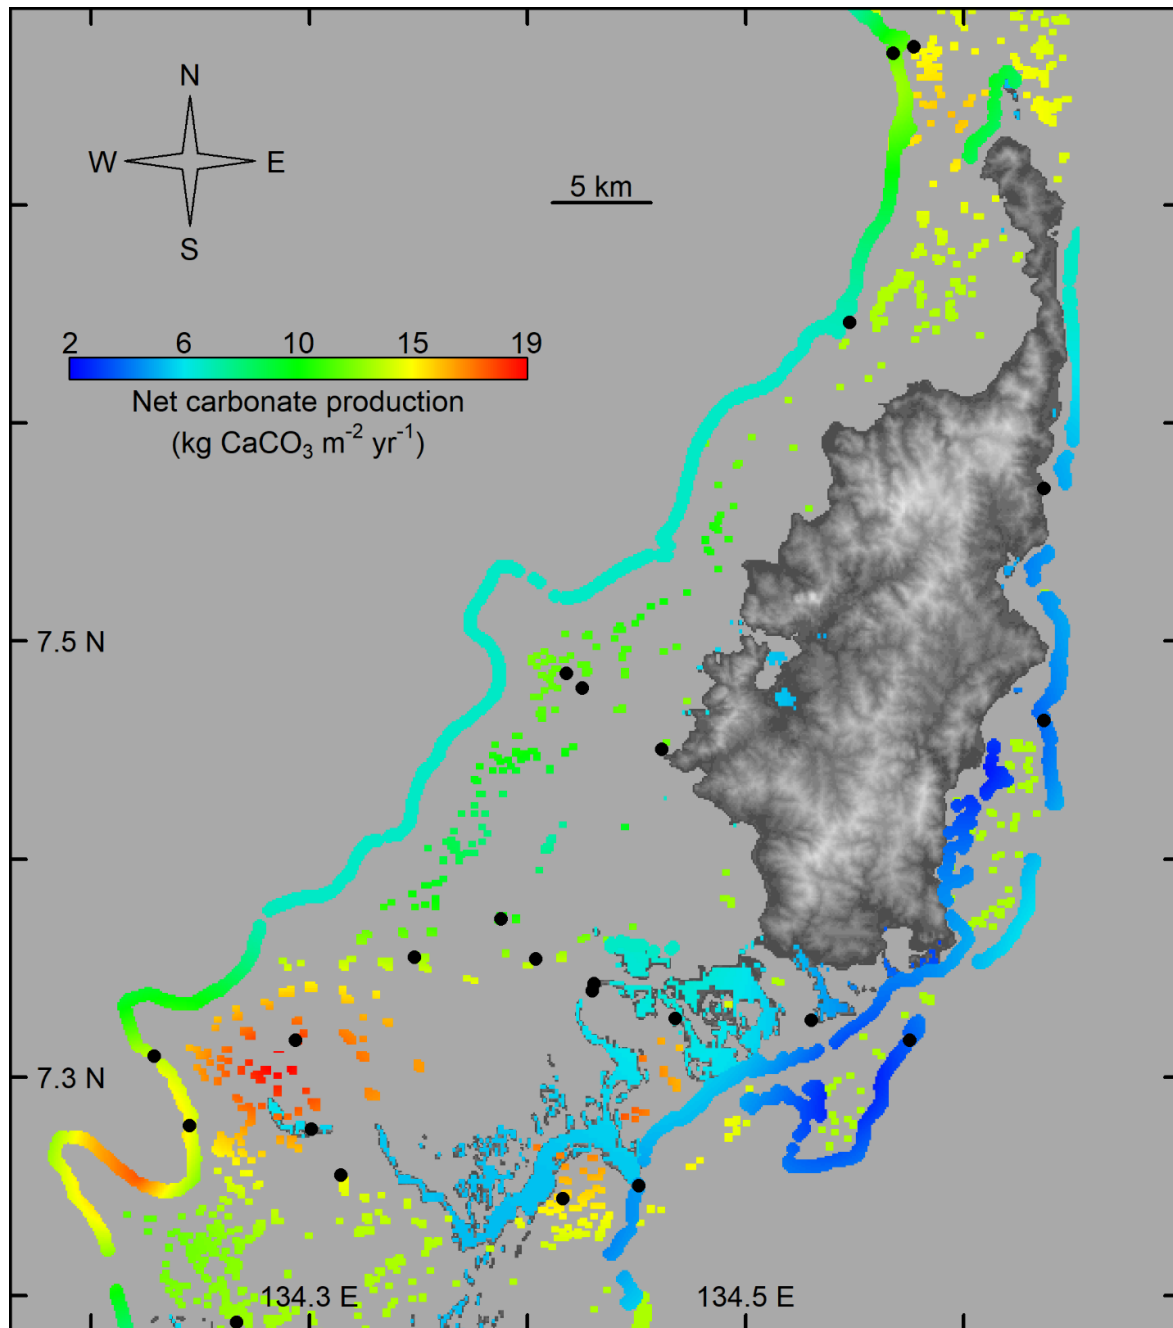 N
W E
S
5 km
2 6 10 15 19
Net carbonate production
(kg CaCO₃ m⁻² yr⁻¹)
7.5 N
7.3 N
134.3 E 134.5 E